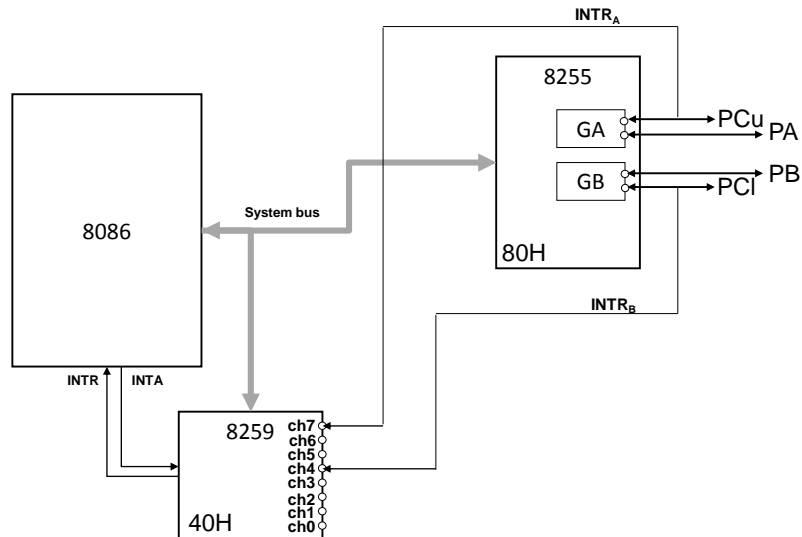 INTRA
8255
GA
PCu
PA
GB
PB
PCl
80H
System bus
8086
INTRB
INTR
INTA
8259
ch7
ch6
ch5
ch4
ch3
ch2
ch1
ch0
40H